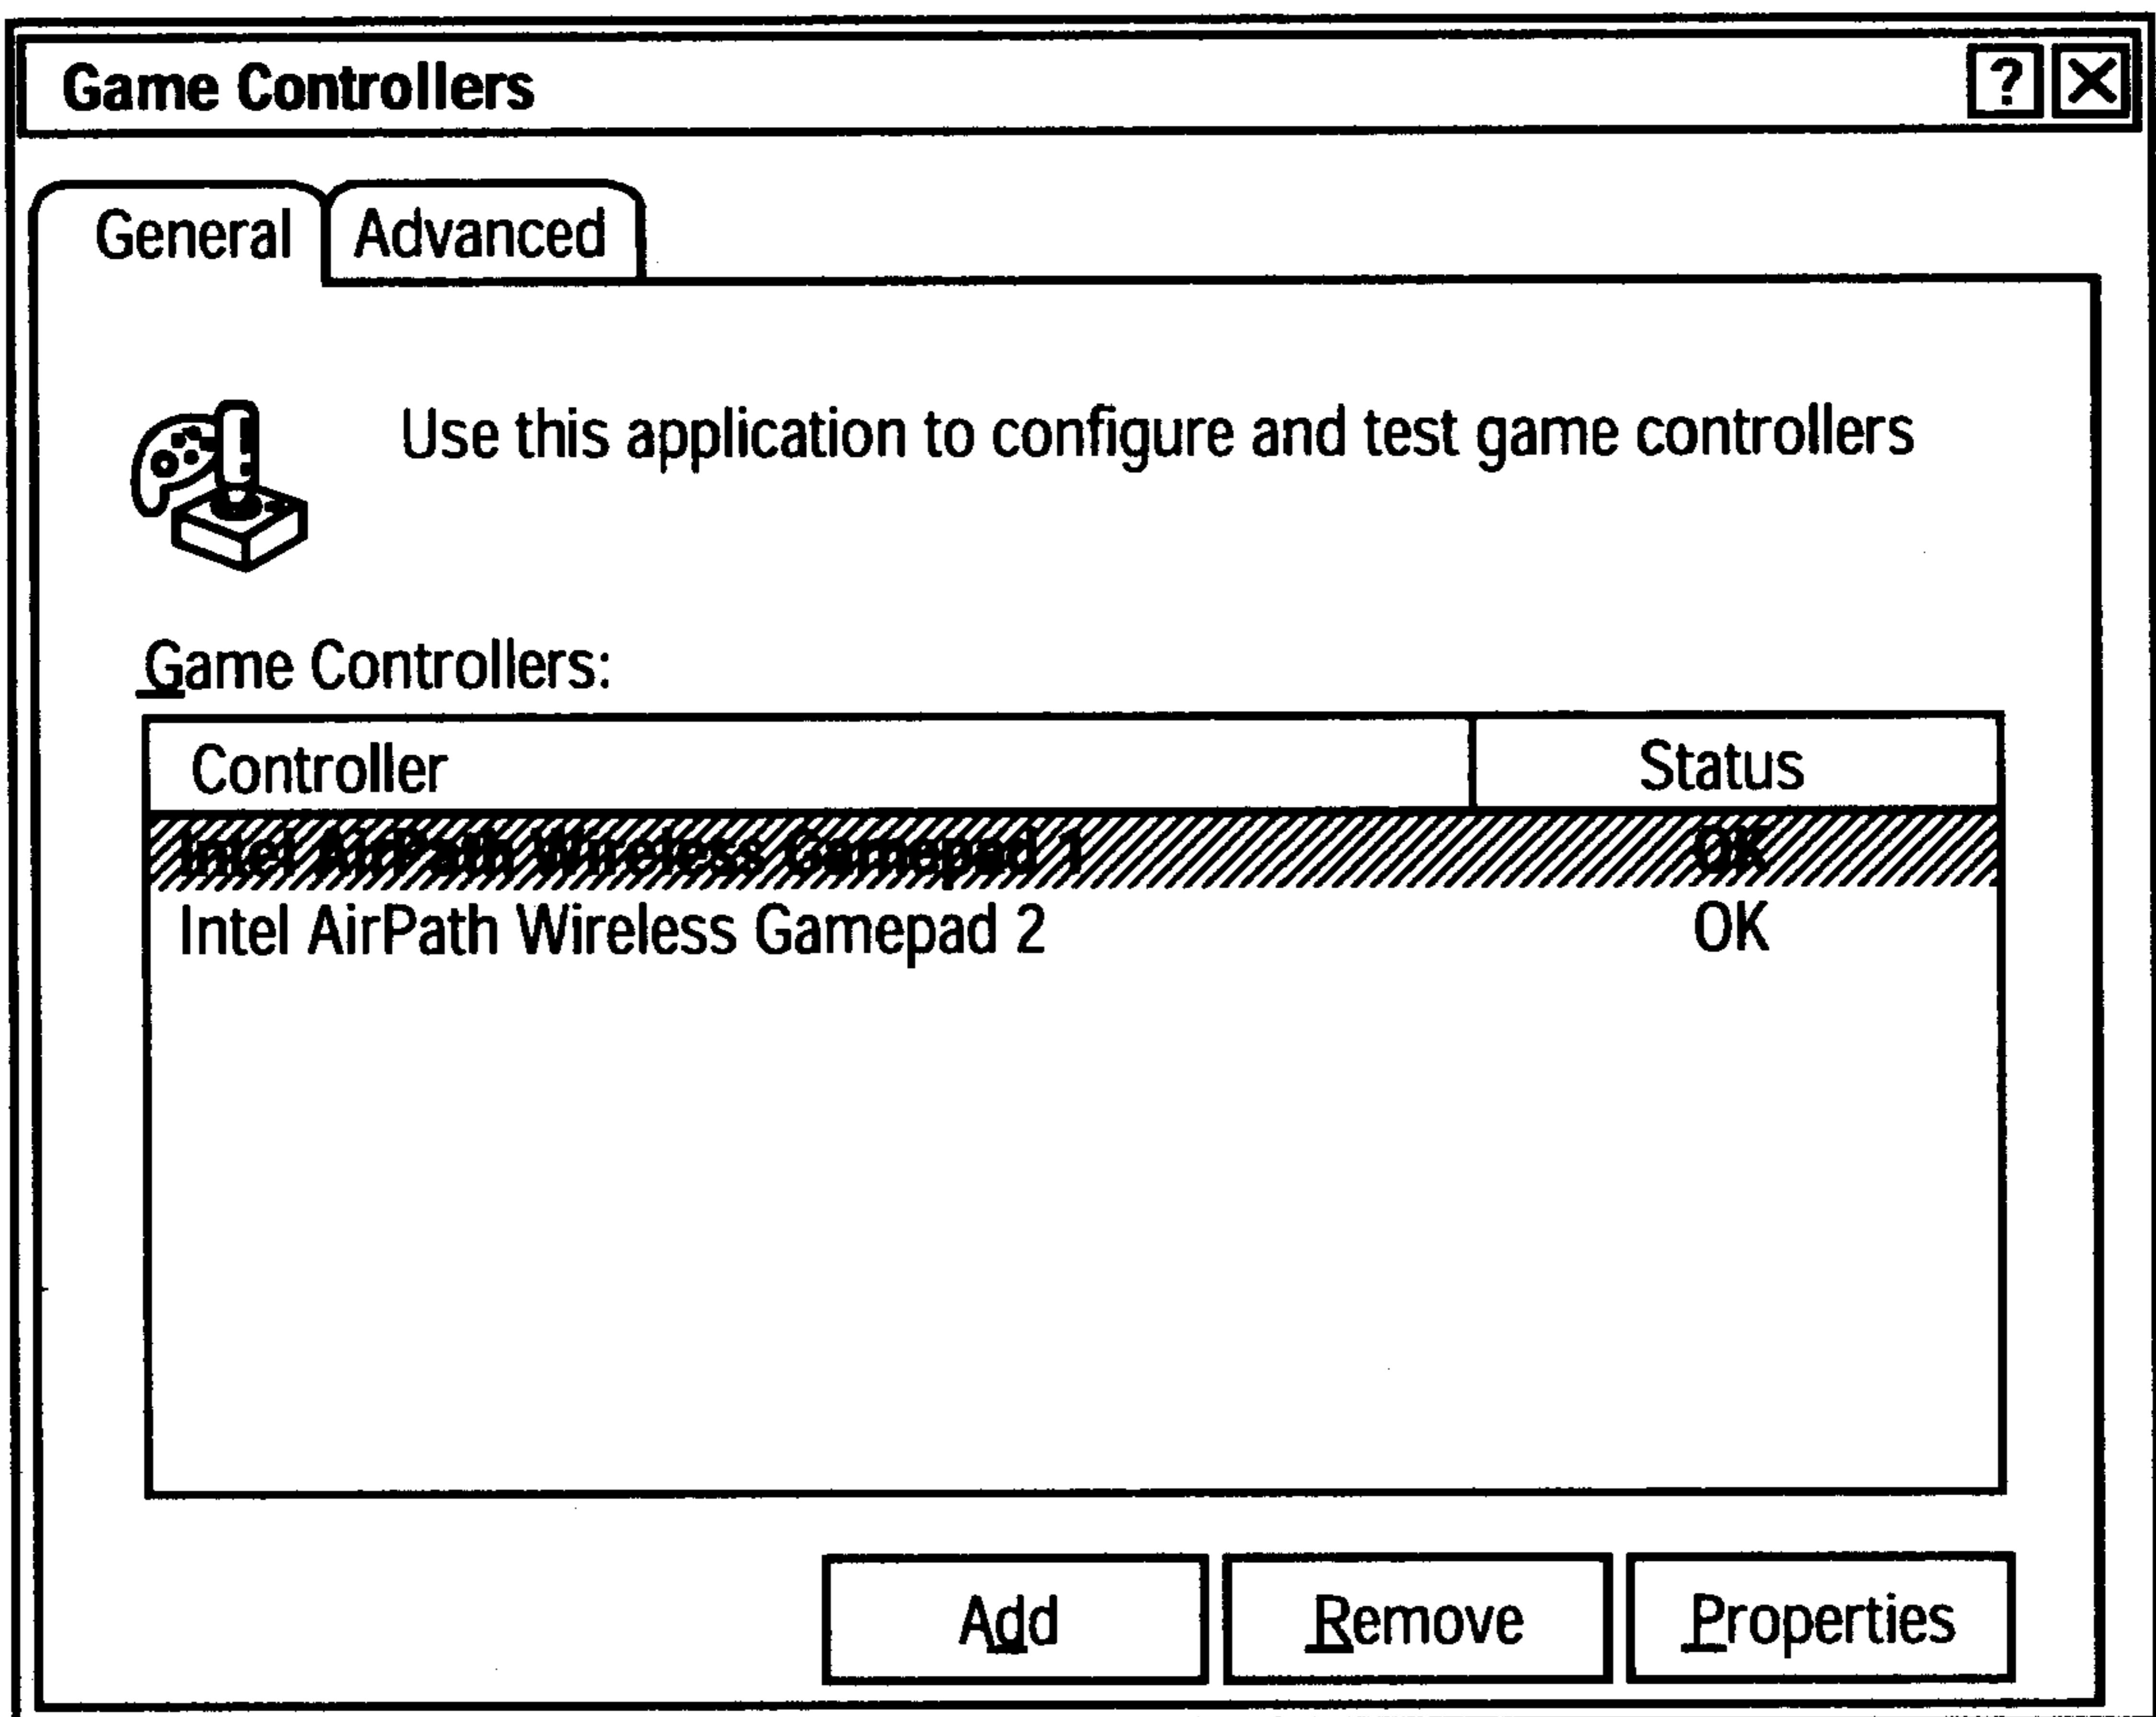 Game Controllers ?
General Advanced
Use this application to configure and test game controllers
Game Controllers:
Controller Status
Intel AirPath Wireless Gamepad 1 OK
Intel AirPath Wireless Gamepad 2 OK
Add Remove Properties